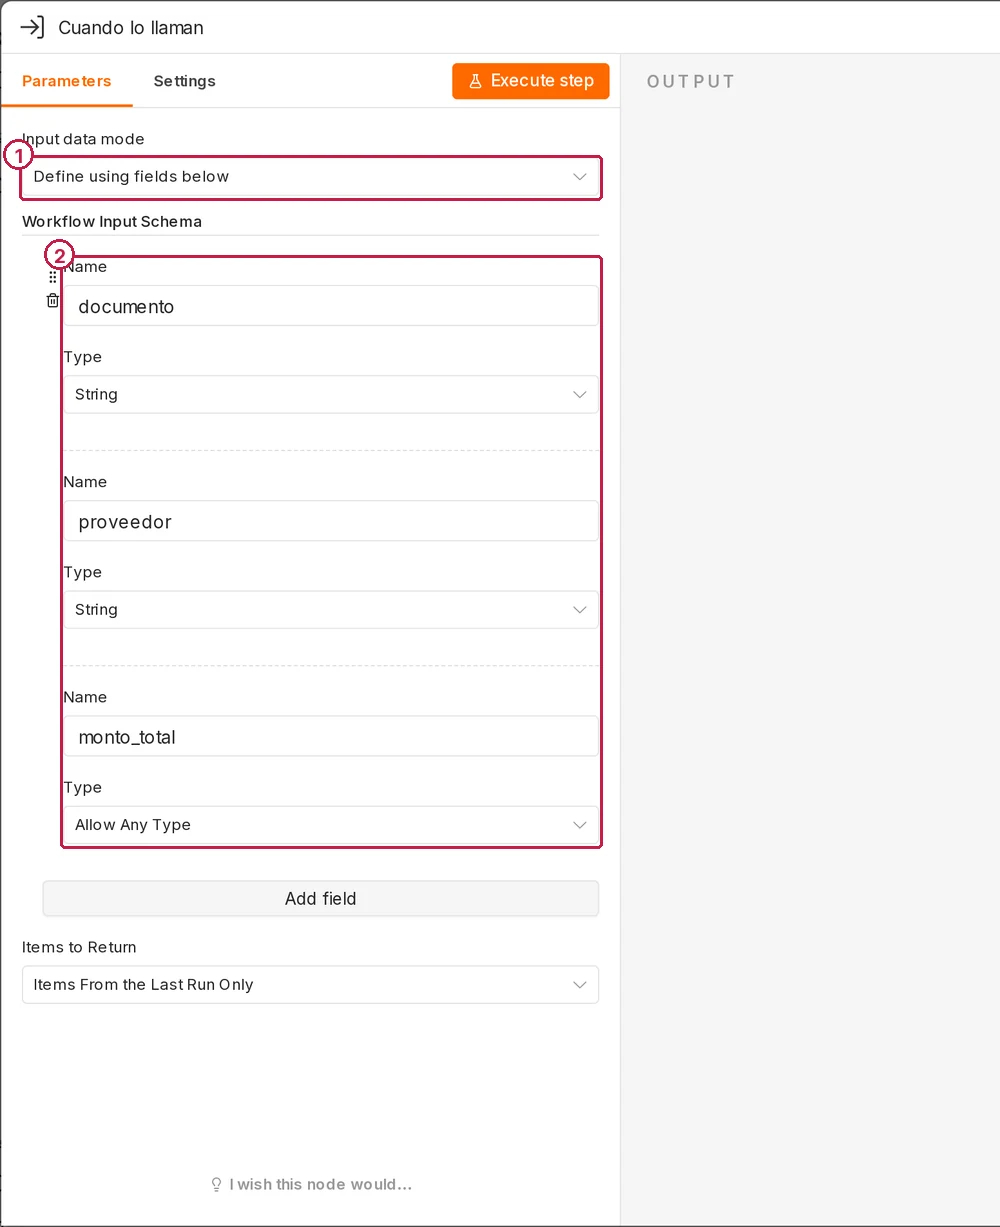 Cuando lo llaman
Parameters Settings Execute step OUTPUT
Input data mode
1
Define using fields below
Workflow Input Schema
2
Name
documento
Type
String
Name
proveedor
Type
String
Name
monto_total
Type
Allow Any Type
Add field
Items to Return
Items From the Last Run Only
I wish this node would...